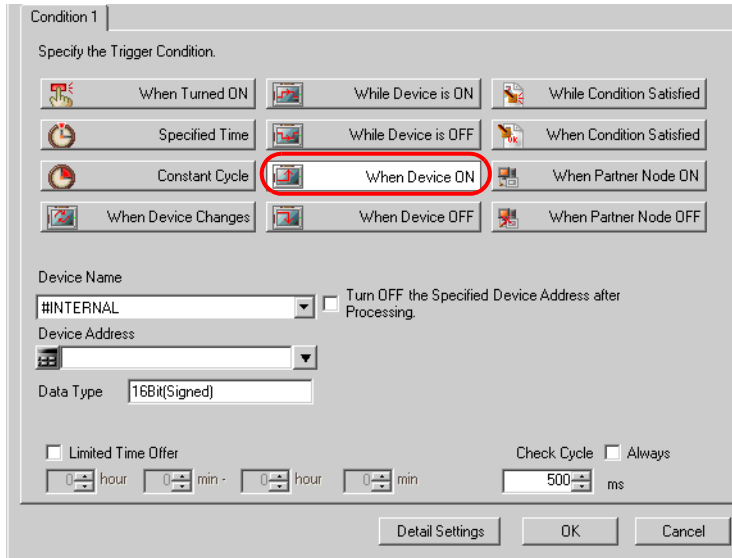 Condition 1
Specify the Trigger Condition.
When Turned ON While Device is ON While Condition Satisfied
Specified Time While Device is OFF When Condition Satisfied
Constant Cycle When Device ON When Partner Node ON
When Device Changes When Device OFF When Partner Node OFF
Device Name
#INTERNAL Turn OFF the Specified Device Address after
Processing.
Device Address
Data Type 16Bit(Signed)
Limited Time Offer Check Cycle Always
0 hour 0 min - 0 hour 0 min 500 ms
Detail Settings OK Cancel